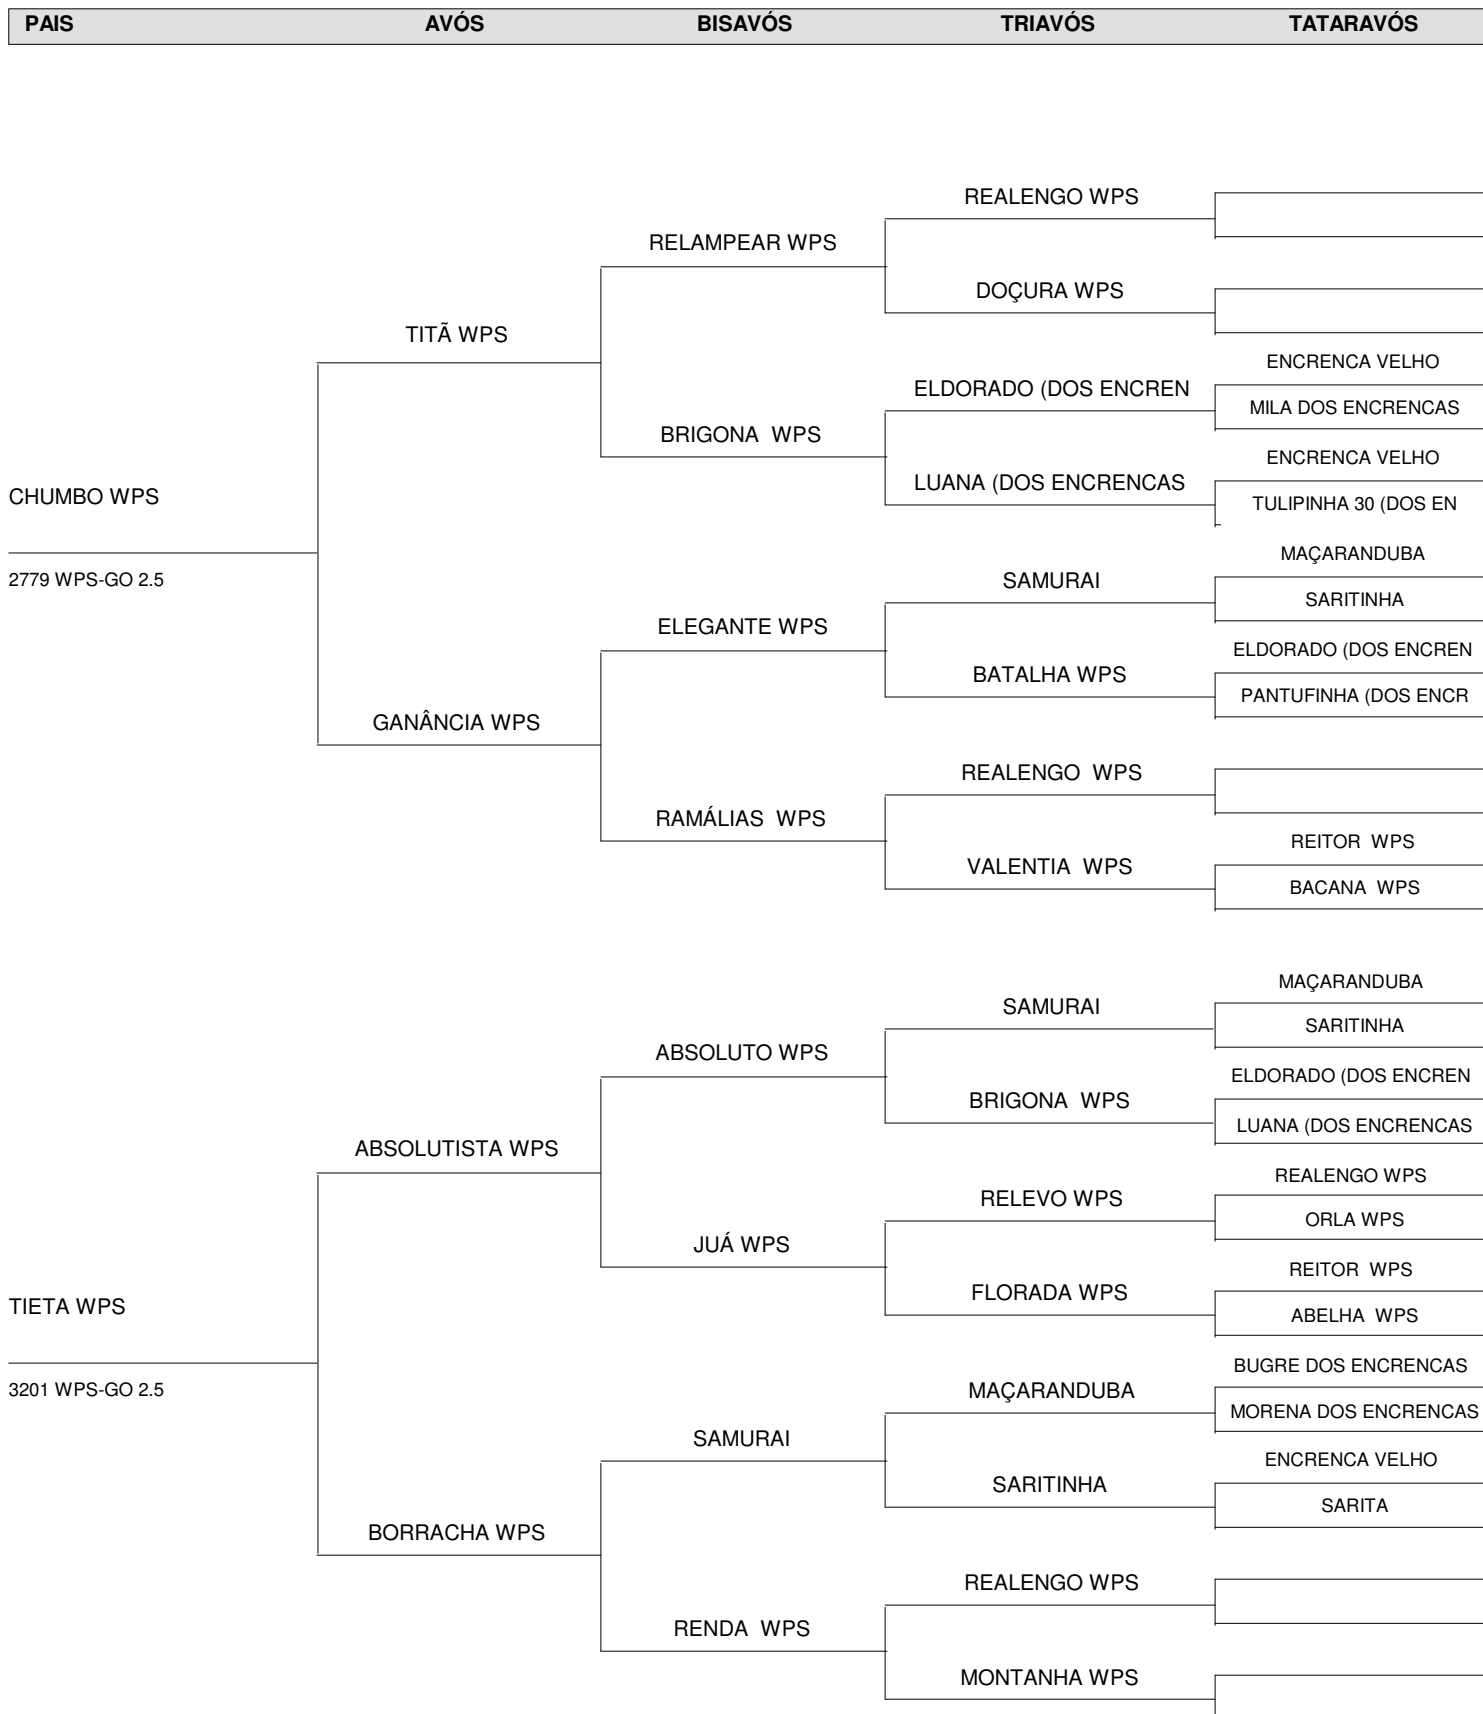 PAIS AVÓS BISAVÓS TRIAVÓS TATARAVÓS
REALENGO WPS
RELAMPEAR WPS
DOÇURA WPS
TITÃ WPS
ENCRENCA VELHO
ELDORADO (DOS ENCREN
MILA DOS ENCRENCAS
BRIGONA WPS
ENCRENCA VELHO
LUANA (DOS ENCRENCAS
TULIPINHA 30 (DOS EN
CHUMBO WPS
2779 WPS-GO 2.5
MAÇARANDUBA
SAMURAI
SARITINHA
ELEGANTE WPS
ELDORADO (DOS ENCREN
BATALHA WPS
PANTUFINHA (DOS ENCR
GANÂNCIA WPS
REALENGO WPS
RAMÁLIAS WPS
REITOR WPS
VALENTIA WPS
BACANA WPS
MAÇARANDUBA
SAMURAI
SARITINHA
ABSOLUTO WPS
ELDORADO (DOS ENCREN
BRIGONA WPS
LUANA (DOS ENCRENCAS
ABSOLUTISTA WPS
REALENGO WPS
RELEVO WPS
ORLA WPS
JUÁ WPS
REITOR WPS
FLORADA WPS
ABELHA WPS
TIETA WPS
3201 WPS-GO 2.5
BUGRE DOS ENCRENCAS
MAÇARANDUBA
MORENA DOS ENCRENCAS
SAMURAI
ENCRENCA VELHO
SARITINHA
SARITA
BORRACHA WPS
REALENGO WPS
RENDA WPS
MONTANHA WPS